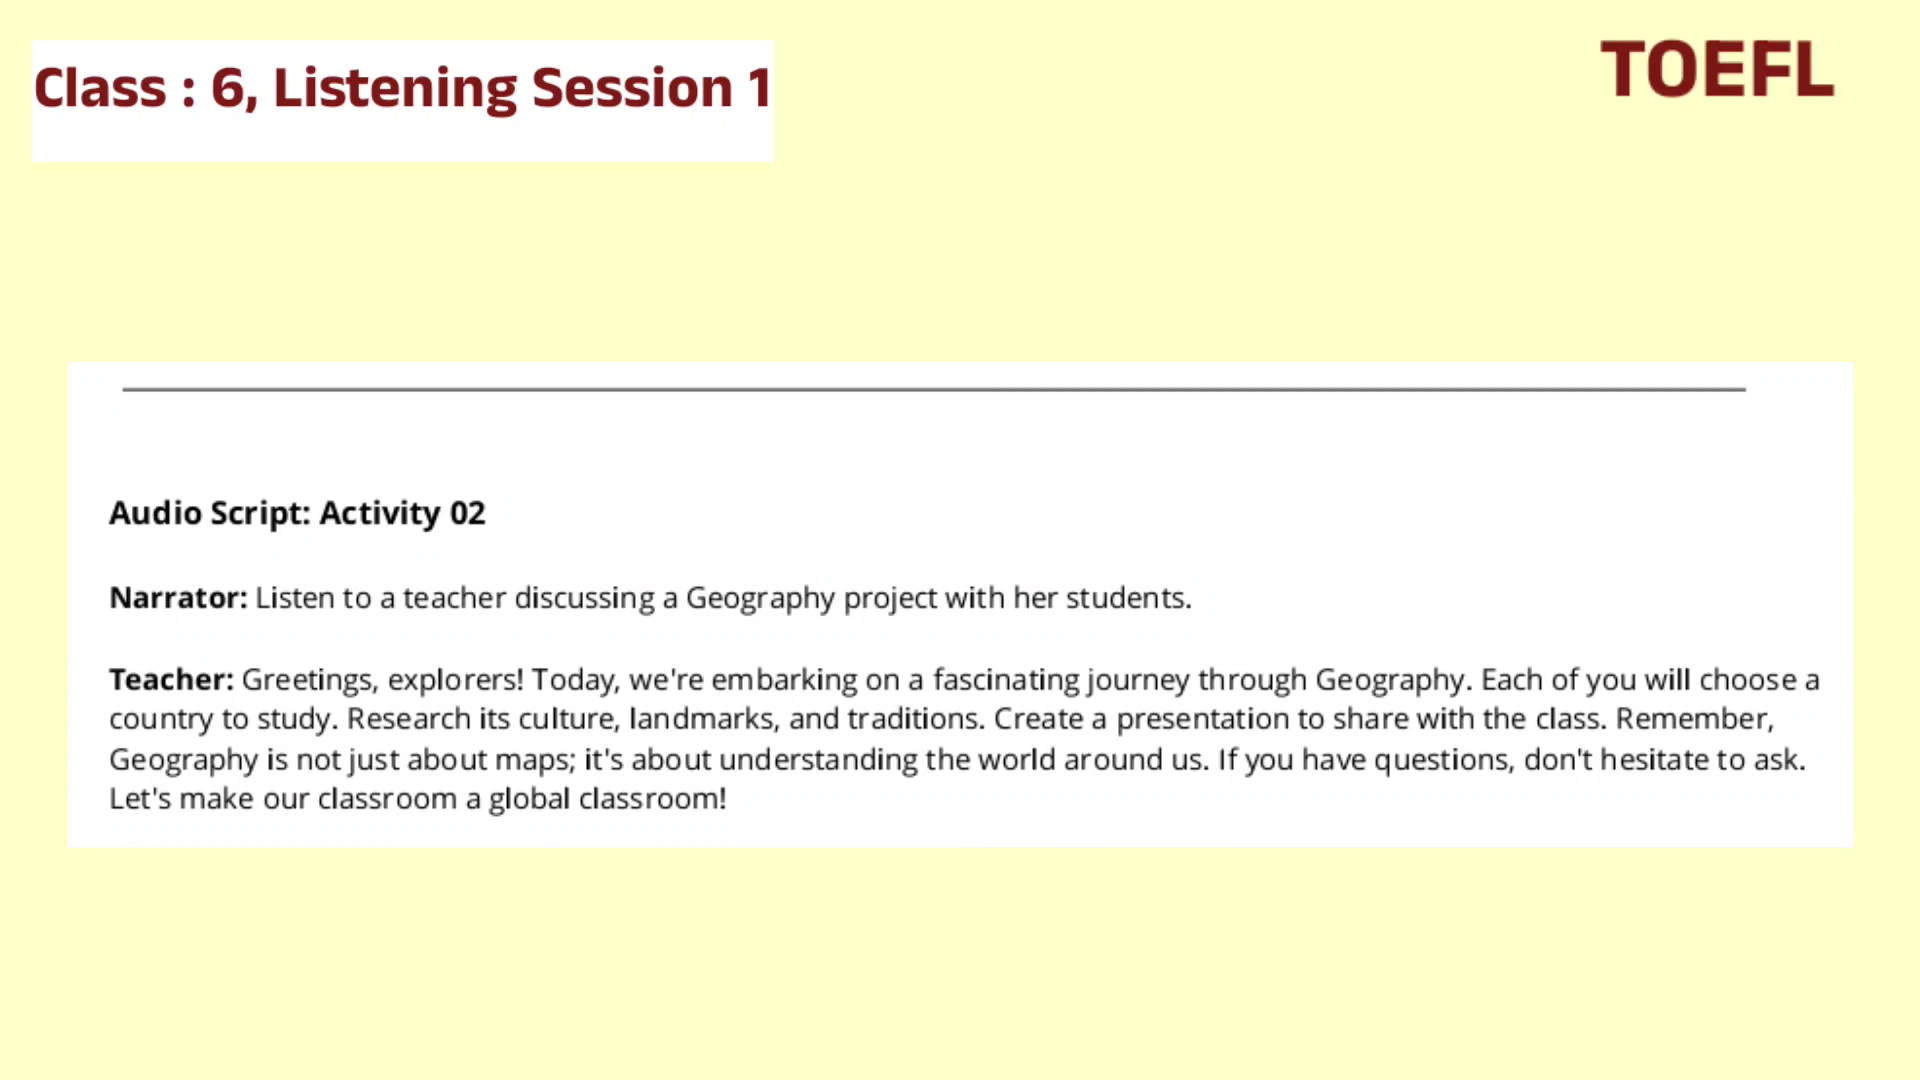 Class : 6, Listening Session 1
TOEFL
Audio Script: Activity 02
Narrator: Listen to a teacher discussing a Geography project with her students.
Teacher: Greetings, explorers! Today, we're embarking on a fascinating journey through Geography. Each of you will choose a
country to study. Research its culture, landmarks, and traditions. Create a presentation to share with the class. Remember,
Geography is not just about maps; it's about understanding the world around us. If you have questions, don't hesitate to ask.
Let's make our classroom a global classroom!